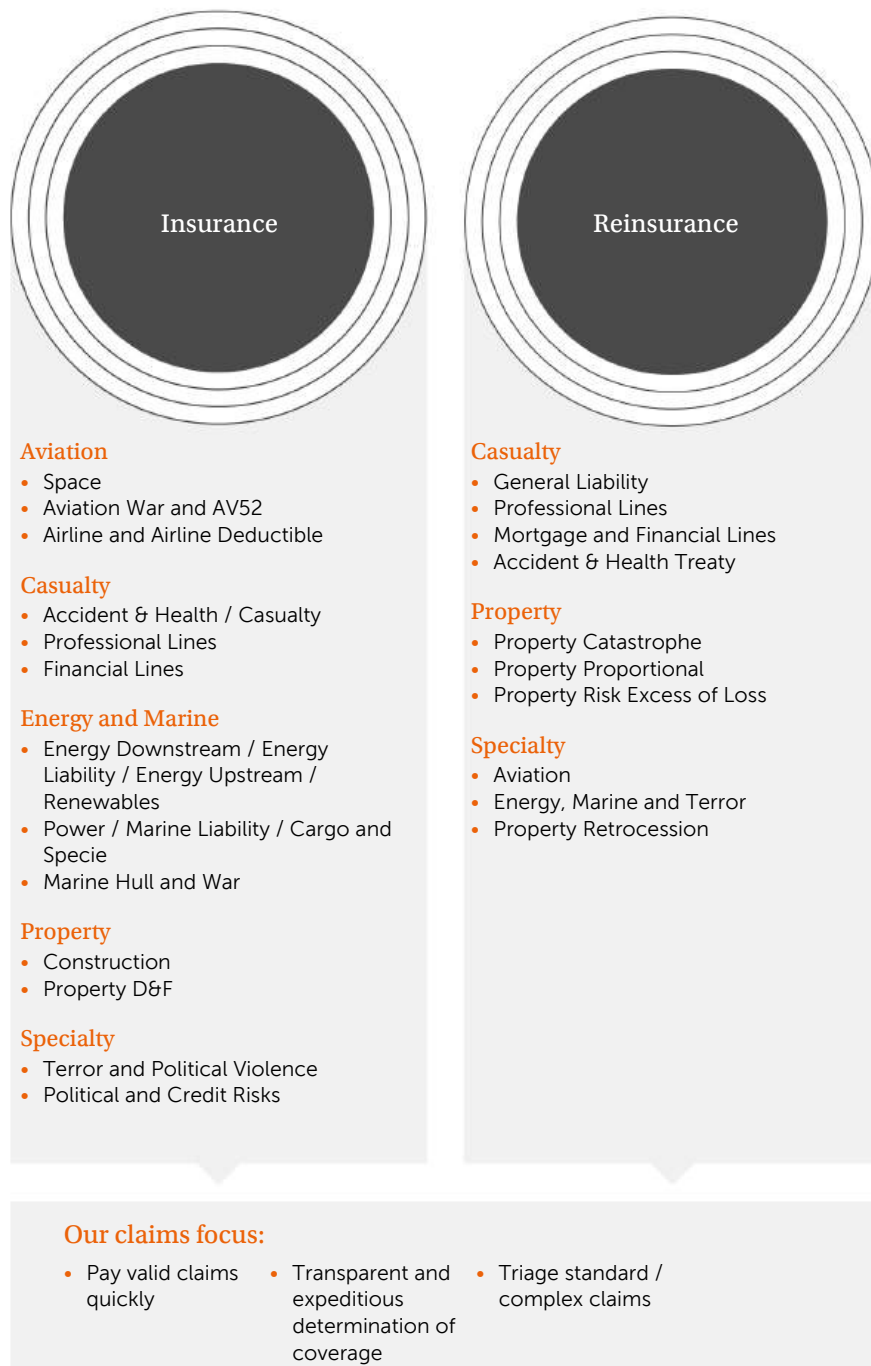 Insurance
Aviation
• Space
• Aviation War and AV52
• Airline and Airline Deductible
Casualty
• Accident & Health / Casualty
• Professional Lines
• Financial Lines
Energy and Marine
• Energy Downstream / Energy
Liability / Energy Upstream /
Renewables
• Power / Marine Liability / Cargo and
Specie
• Marine Hull and War
Property
• Construction
• Property D&F
Specialty
• Terror and Political Violence
• Political and Credit Risks
Reinsurance
Casualty
• General Liability
• Professional Lines
• Mortgage and Financial Lines
• Accident & Health Treaty
Property
• Property Catastrophe
• Property Proportional
• Property Risk Excess of Loss
Specialty
• Aviation
• Energy, Marine and Terror
• Property Retrocession
Our claims focus:
• Pay valid claims
quickly
• Transparent and
expeditious
determination of
coverage
• Triage standard /
complex claims